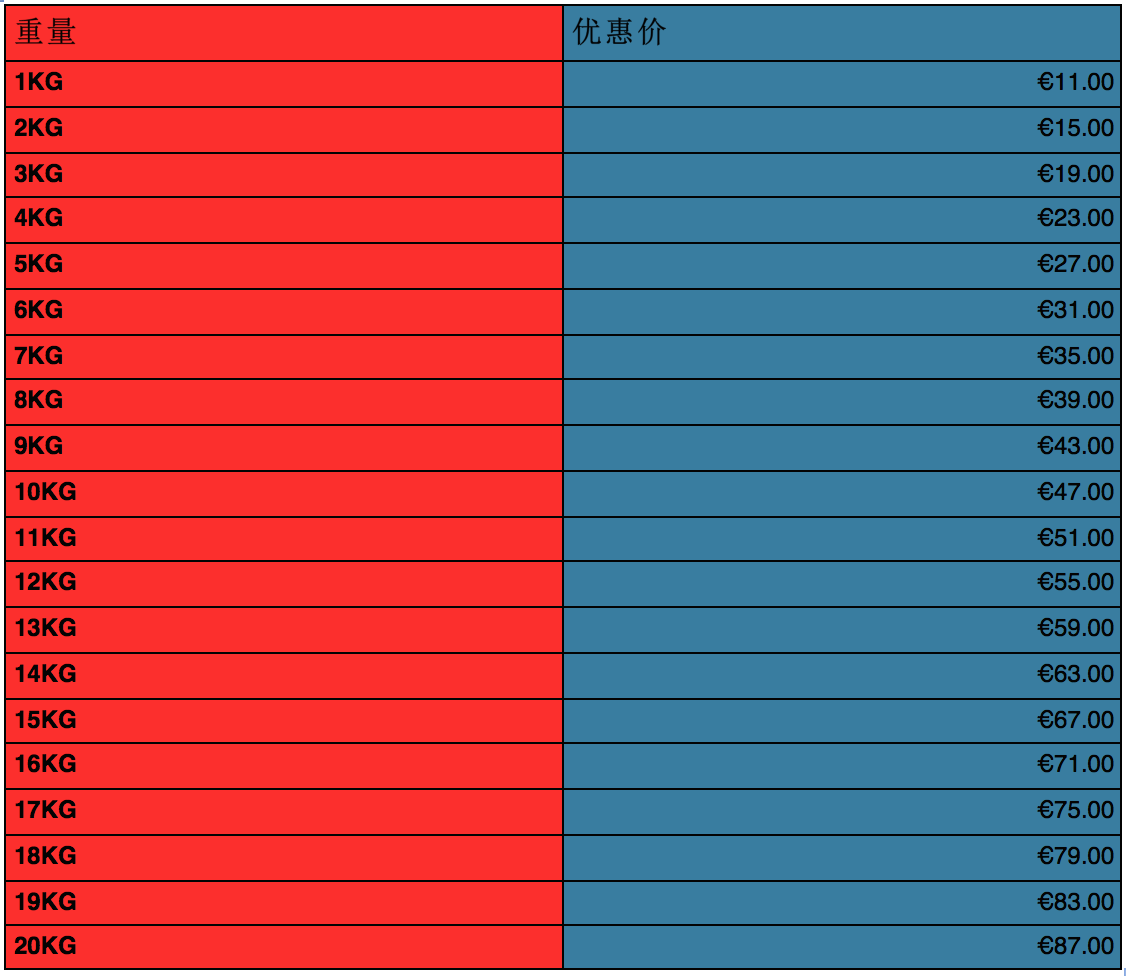 重量 优惠价
1KG €11.00
2KG €15.00
3KG €19.00
4KG €23.00
5KG €27.00
6KG €31.00
7KG €35.00
8KG €39.00
9KG €43.00
10KG €47.00
11KG €51.00
12KG €55.00
13KG €59.00
14KG €63.00
15KG €67.00
16KG €71.00
17KG €75.00
18KG €79.00
19KG €83.00
20KG €87.00